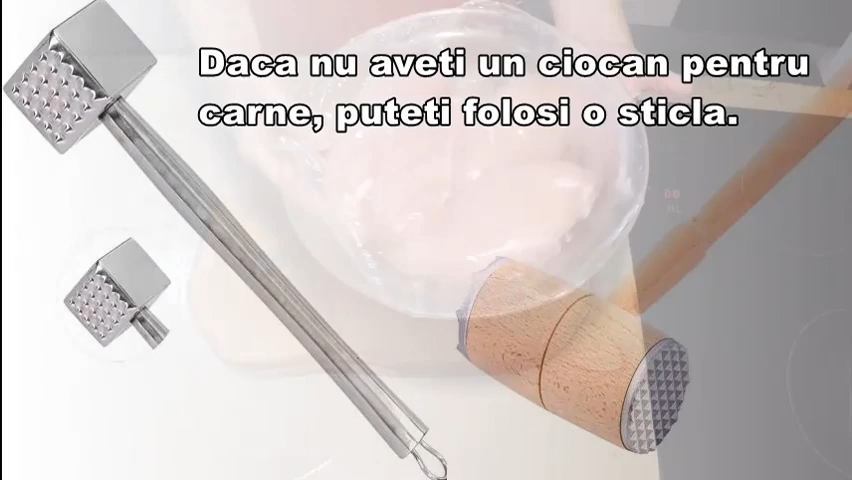 Daca nu aveti un ciocan pentru
carne, puteti folosi o sticla.